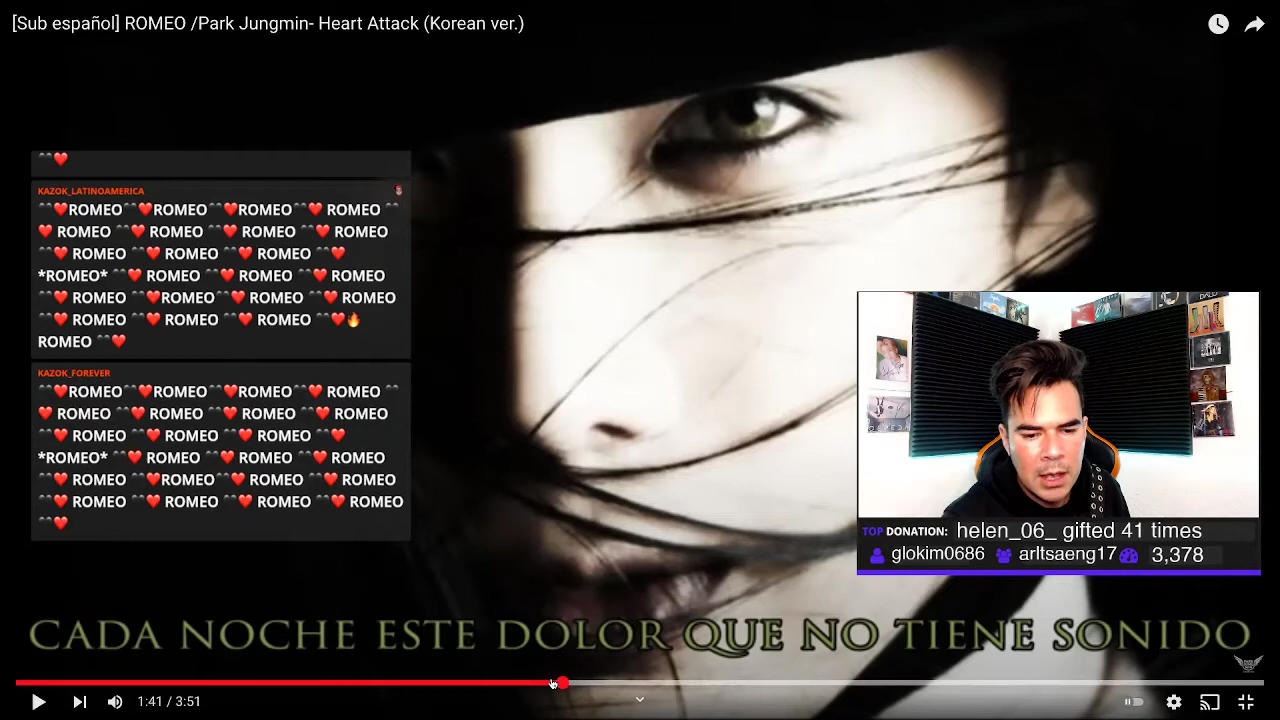 [Sub español] ROMEO /Park Jungmin- Heart Attack (Korean ver.)
KAZOK_LATINOAMERICA
❤️ROMEO❤️ROMEO❤️ROMEO❤️ ROMEO
❤️ ROMEO ❤️ ROMEO ❤️ ROMEO ❤️ ROMEO
❤️ ROMEO ❤️ ROMEO ❤️ ROMEO ❤️
*ROMEO* ❤️ ROMEO ❤️ ROMEO ❤️ ROMEO
❤️ ROMEO ❤️ROMEO❤️ ROMEO ❤️ ROMEO
❤️ ROMEO ❤️ ROMEO ❤️ ROMEO ❤️🔥
ROMEO ❤️
KAZOK_FOREVER
❤️ROMEO❤️ROMEO❤️ROMEO❤️ ROMEO
❤️ ROMEO ❤️ ROMEO ❤️ ROMEO ❤️ ROMEO
❤️ ROMEO ❤️ ROMEO ❤️ ROMEO ❤️
*ROMEO* ❤️ ROMEO ❤️ ROMEO ❤️ ROMEO
❤️ ROMEO ❤️ROMEO❤️ ROMEO ❤️ ROMEO
❤️ ROMEO ❤️ ROMEO ❤️ ROMEO ❤️ ROMEO
❤️
TOP DONATION: helen_06_ gifted 41 times
glokim0686 arltsaeng17 3,378
CADA NOCHE ESTE DOLOR QUE NO TIENE SONIDO
1:41 / 3:51